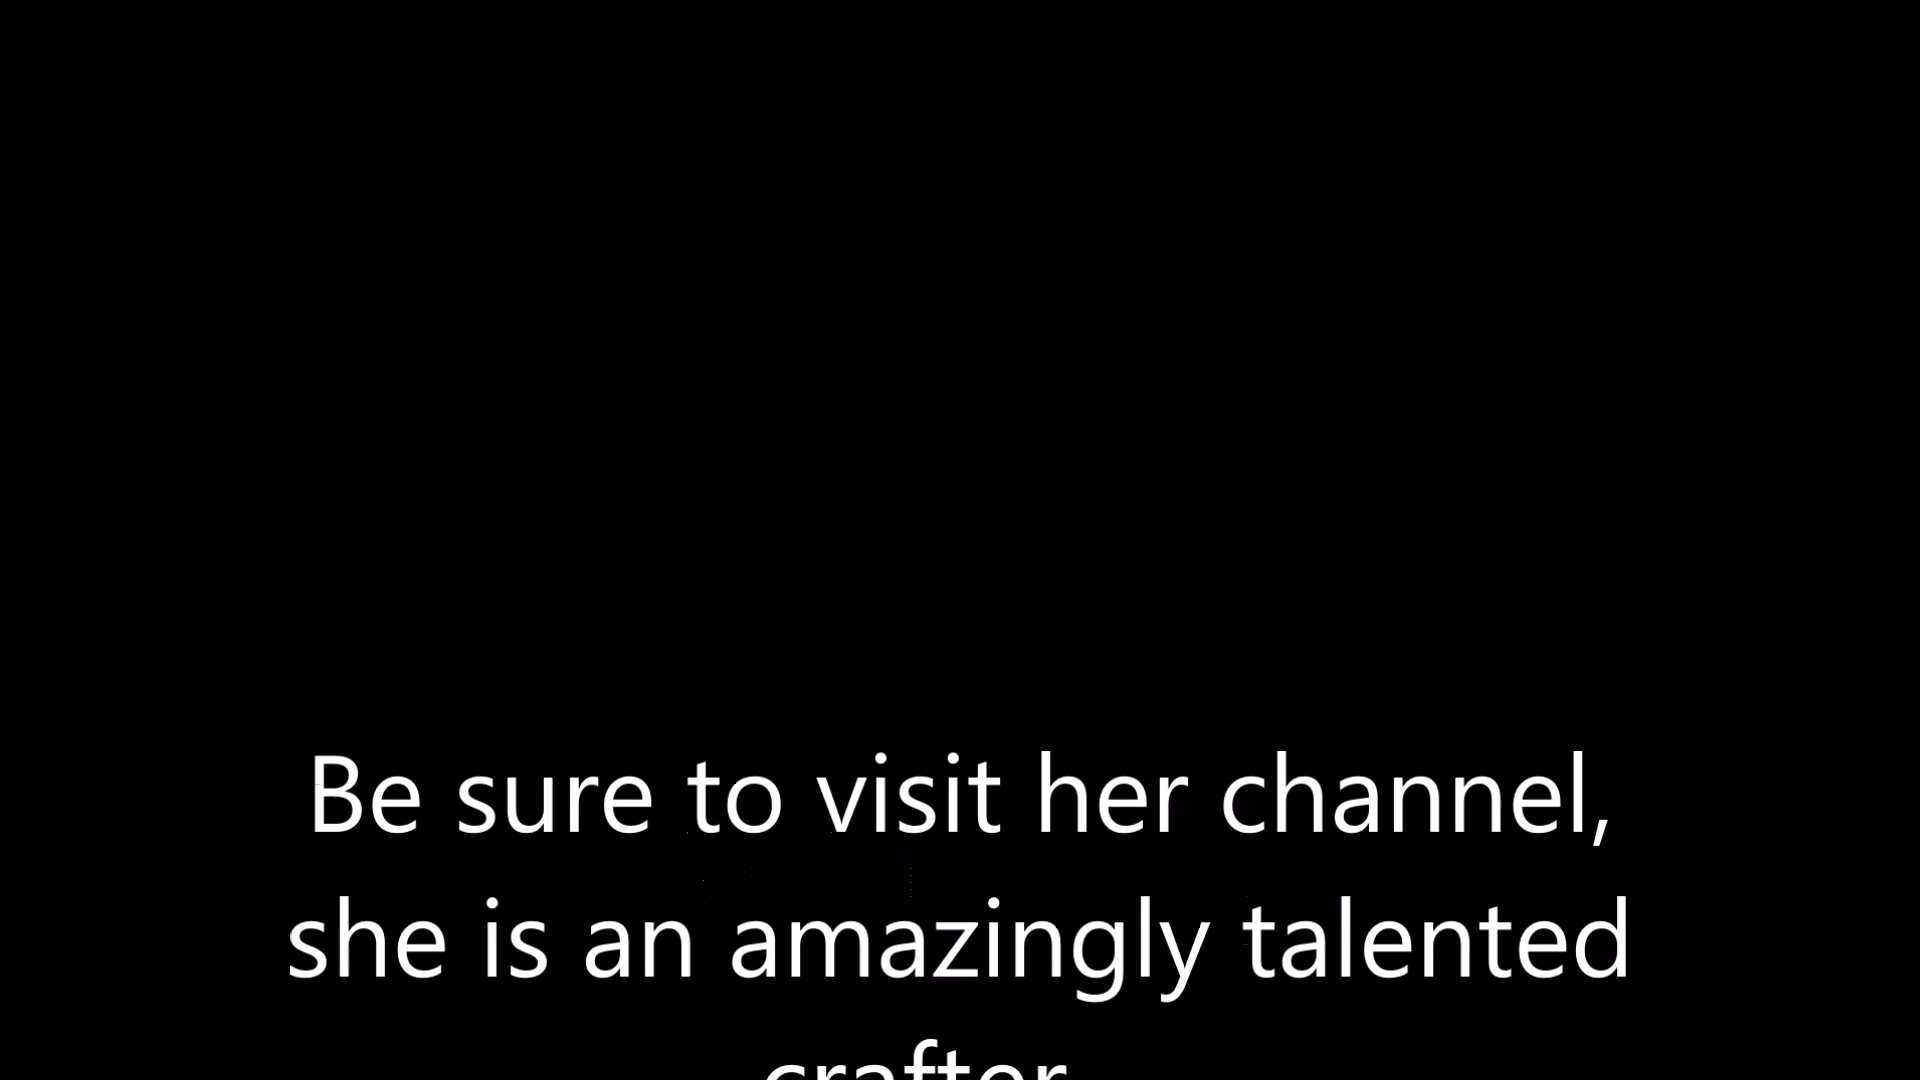 Be sure to visit her channel,
she is an amazingly talented
crafter